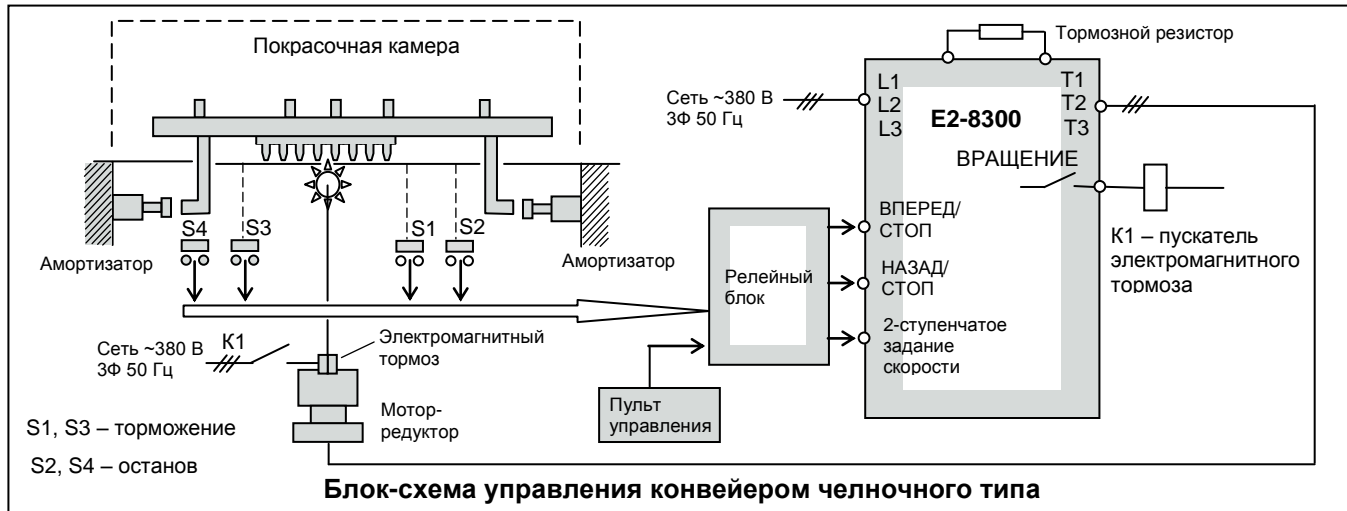 Покрасочная камера
Тормозной резистор
Сеть ~380 В
3Ф 50 Гц
L1
L2
L3
T1
T2
T3
E2-8300
ВРАЩЕНИЕ
S4
S3
S1
S2
Амортизатор
Амортизатор
Релейный
блок
ВПЕРЕД/
СТОП
НАЗАД/
СТОП
2-ступенчатое
задание
скорости
К1 – пускатель
электромагнитного
тормоза
Сеть ~380 В
3Ф 50 Гц
К1
Электромагнитный
тормоз
Мотор-
редуктор
Пульт
управления
S1, S3 – торможение
S2, S4 – останов
Блок-схема управления конвейером челночного типа